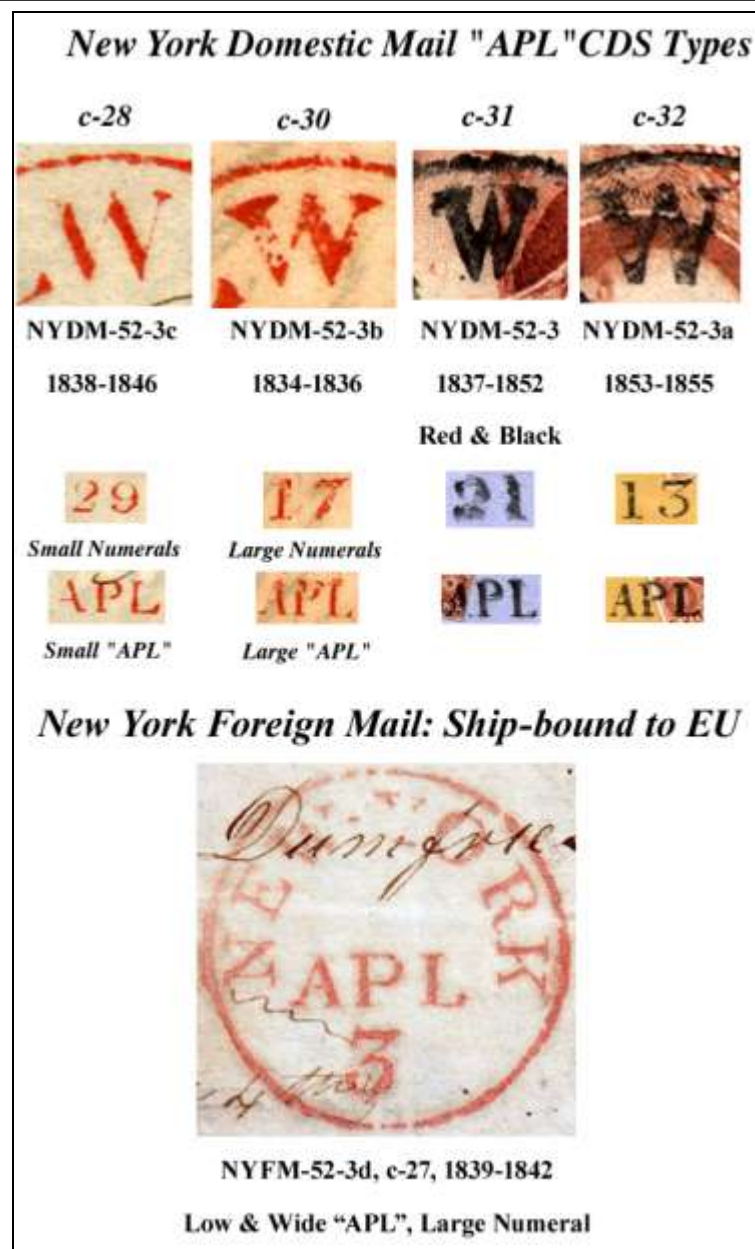 New York Domestic Mail "APL"CDS Types
c-28 c-30 c-31 c-32
W W W W
NYDM-52-3c NYDM-52-3b NYDM-52-3 NYDM-52-3a
1838-1846 1834-1836 1837-1852 1853-1855
Red & Black
29 17 21 13
Small Numerals Large Numerals
APL APL APL APL
Small "APL" Large "APL"
New York Foreign Mail: Ship-bound to EU
NEW YORK
APL
3
NYFM-52-3d, c-27, 1839-1842
Low & Wide “APL”, Large Numeral